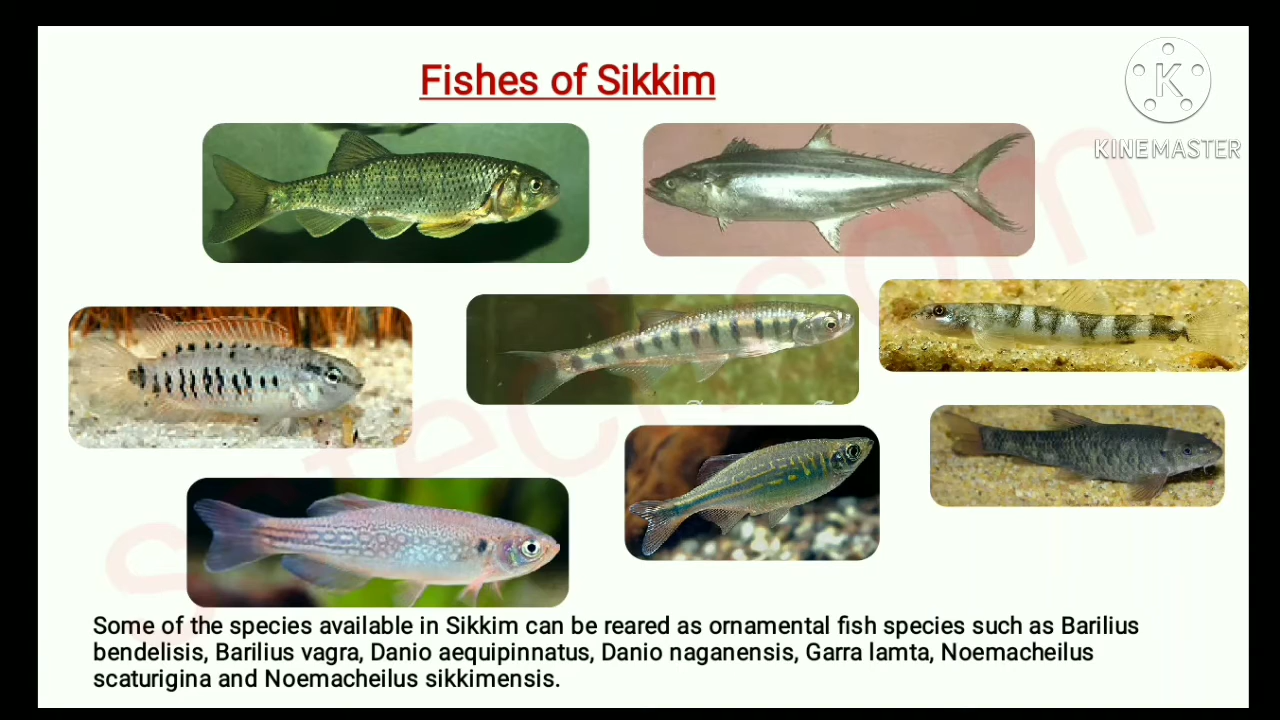 Fishes of Sikkim
K
KINEMASTER
Some of the species available in Sikkim can be reared as ornamental fish species such as Barilius
bendelisis, Barilius vagra, Danio aequipinnatus, Danio naganensis, Garra lamta, Noemacheilus
scaturigina and Noemacheilus sikkimensis.